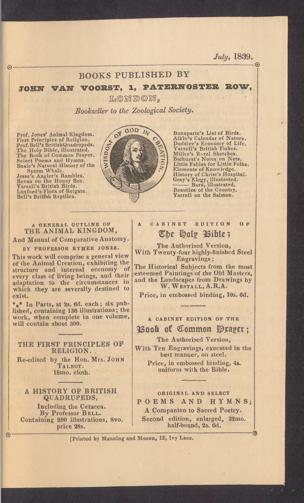 July, 1839.
BOOKS PUBLISHED BY
JOHN VAN VOORST, 1, PATERNOSTER ROW,
LONDON,
Bookseller to the Zoological Society.
Prof. Jones' Animal Kingdom.
First Principles of Religion.
Prof. Bell's British Quadrupeds.
The Holy Bible, Illustrated.
The Book of Common Prayer.
Select Poems and Hymns.
Beale's Natural History of the
Sperm Whale.
Jesse's Angler's Rambles.
on the Honey Bee.
Yarrell's British Birds.
Luxford's Flora of Reigate.
Bell's British Reptiles.
WISDOM OF GOD IN CREATION.
Bonaparte's List of Birds.
Aikin's Calendar of Nature.
Dodsley's Economy of Life.
Yarrell's British Fishes.
Miller's Rural Sketches.
Bathurst's Notes on Nets.
Little Fables for Little Folks.
Elements of Knowledge.
History of Christ's Hospital.
Gray's Elegy, Illustrated.
—— Bard, Illustrated.
Beauties of the Country.
Yarrell on the Salmon.
A GENERAL OUTLINE OF
THE ANIMAL KINGDOM,
And Manual of Comparative Anatomy.
BY PROFESSOR RYMER JONES.
This work will comprise a general view
of the Animal Creation, exhibiting the
structure and internal economy of
every class of living beings, and their
adaptation to the circumstances in
which they are severally destined to
exist.
*** In Parts, at 2s. 6d. each; six pub-
lished, containing 138 illustrations; the
work, when complete in one volume,
will contain about 300.
THE FIRST PRINCIPLES OF
RELIGION.
Re-edited by the Hon. Mrs. JOHN
TALBOT.
18mo. cloth.
A HISTORY OF BRITISH
QUADRUPEDS,
Including the Cetacea.
By Professor BELL.
Containing 200 illustrations, 8vo.
price 28s.
A CABINET EDITION OF
The Holy Bible;
The Authorised Version,
With Twenty-four highly-finished Steel
Engravings;
Of Historical Subjects from the most
esteemed Paintings of the Old Masters,
and the Landscapes from Drawings by
W. WESTALL, A.R.A.
Price, in embossed binding, 10s. 6d.
A CABINET EDITION OF THE
Book of Common Prayer;
The Authorised Version,
With Ten Engravings, executed in the
best manner, on steel.
Price, in embossed binding, 4s.
uniform with the Bible.
ORIGINAL AND SELECT
POEMS AND HYMNS;
A Companion to Sacred Poetry.
Second edition, enlarged, 32mo.
half-bound, 2s. 6d.
[Printed by Manning and Mason, 12, Ivy Lane.